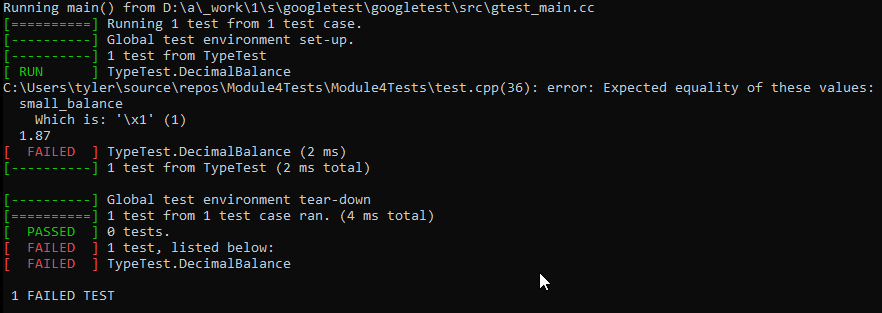 Running main() from D:\a\_work\1\s\googletest\googletest\src\gtest_main.cc
[==========] Running 1 test from 1 test case.
[----------] Global test environment set-up.
[----------] 1 test from TypeTest
[ RUN      ] TypeTest.DecimalBalance
C:\Users\tyler\source\repos\Module4Tests\Module4Tests\test.cpp(36): error: Expected equality of these values:
  small_balance
    Which is: '\x1' (1)
  1.87
[  FAILED  ] TypeTest.DecimalBalance (2 ms)
[----------] 1 test from TypeTest (2 ms total)

[----------] Global test environment tear-down
[==========] 1 test from 1 test case ran. (4 ms total)
[  PASSED  ] 0 tests.
[  FAILED  ] 1 test, listed below:
[  FAILED  ] TypeTest.DecimalBalance

 1 FAILED TEST